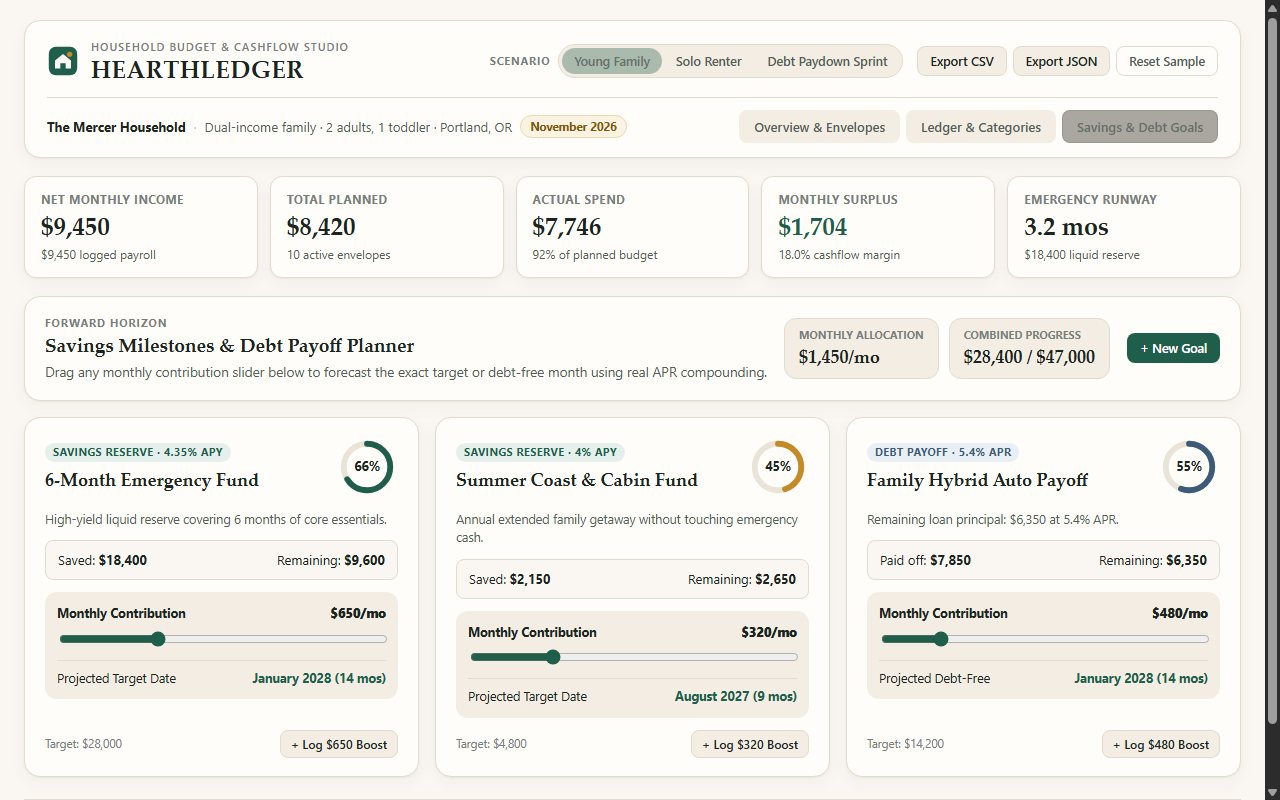 HOUSEHOLD BUDGET & CASHFLOW STUDIO
HEARTHLEDGER
SCENARIO
Young Family
Solo Renter
Debt Paydown Sprint
Export CSV
Export JSON
Reset Sample
The Mercer Household · Dual-income family · 2 adults, 1 toddler · Portland, OR
November 2026
Overview & Envelopes
Ledger & Categories
Savings & Debt Goals
NET MONTHLY INCOME
$9,450
$9,450 logged payroll
TOTAL PLANNED
$8,420
10 active envelopes
ACTUAL SPEND
$7,746
92% of planned budget
MONTHLY SURPLUS
$1,704
18.0% cashflow margin
EMERGENCY RUNWAY
3.2 mos
$18,400 liquid reserve
FORWARD HORIZON
Savings Milestones & Debt Payoff Planner
Drag any monthly contribution slider below to forecast the exact target or debt-free month using real APR compounding.
MONTHLY ALLOCATION
$1,450/mo
COMBINED PROGRESS
$28,400 / $47,000
+ New Goal
SAVINGS RESERVE · 4.35% APY
6-Month Emergency Fund
66%
High-yield liquid reserve covering 6 months of core essentials.
Saved: $18,400
Remaining: $9,600
Monthly Contribution
$650/mo
Projected Target Date
January 2028 (14 mos)
Target: $28,000
+ Log $650 Boost
SAVINGS RESERVE · 4% APY
Summer Coast & Cabin Fund
45%
Annual extended family getaway without touching emergency
cash.
Saved: $2,150
Remaining: $2,650
Monthly Contribution
$320/mo
Projected Target Date
August 2027 (9 mos)
Target: $4,800
+ Log $320 Boost
DEBT PAYOFF · 5.4% APR
Family Hybrid Auto Payoff
55%
Remaining loan principal: $6,350 at 5.4% APR.
Paid off: $7,850
Remaining: $6,350
Monthly Contribution
$480/mo
Projected Debt-Free
January 2028 (14 mos)
Target: $14,200
+ Log $480 Boost